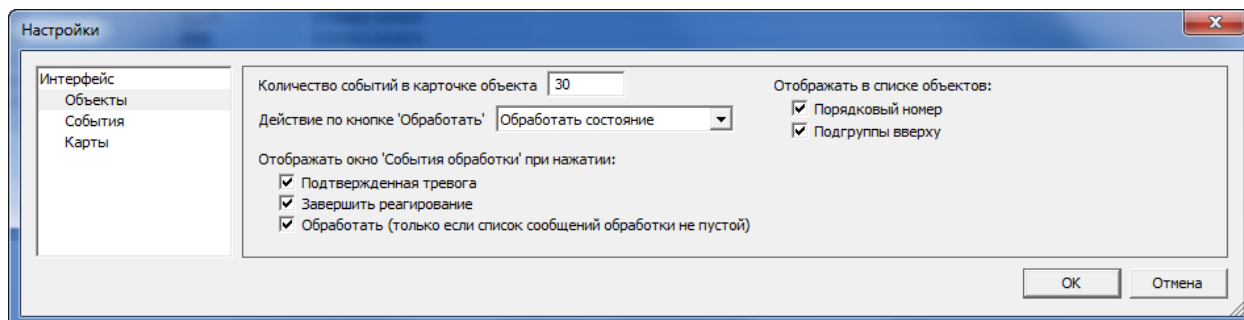 Настройки
Интерфейс
Объекты
События
Карты
Количество событий в карточке объекта 30
Действие по кнопке 'Обработать' Обработать состояние
Отображать окно 'События обработки' при нажатии:
Подтвержденная тревога
Завершить реагирование
Обработать (только если список сообщений обработки не пустой)
Отображать в списке объектов:
Порядковый номер
Подгруппы вверху
OK
Отмена